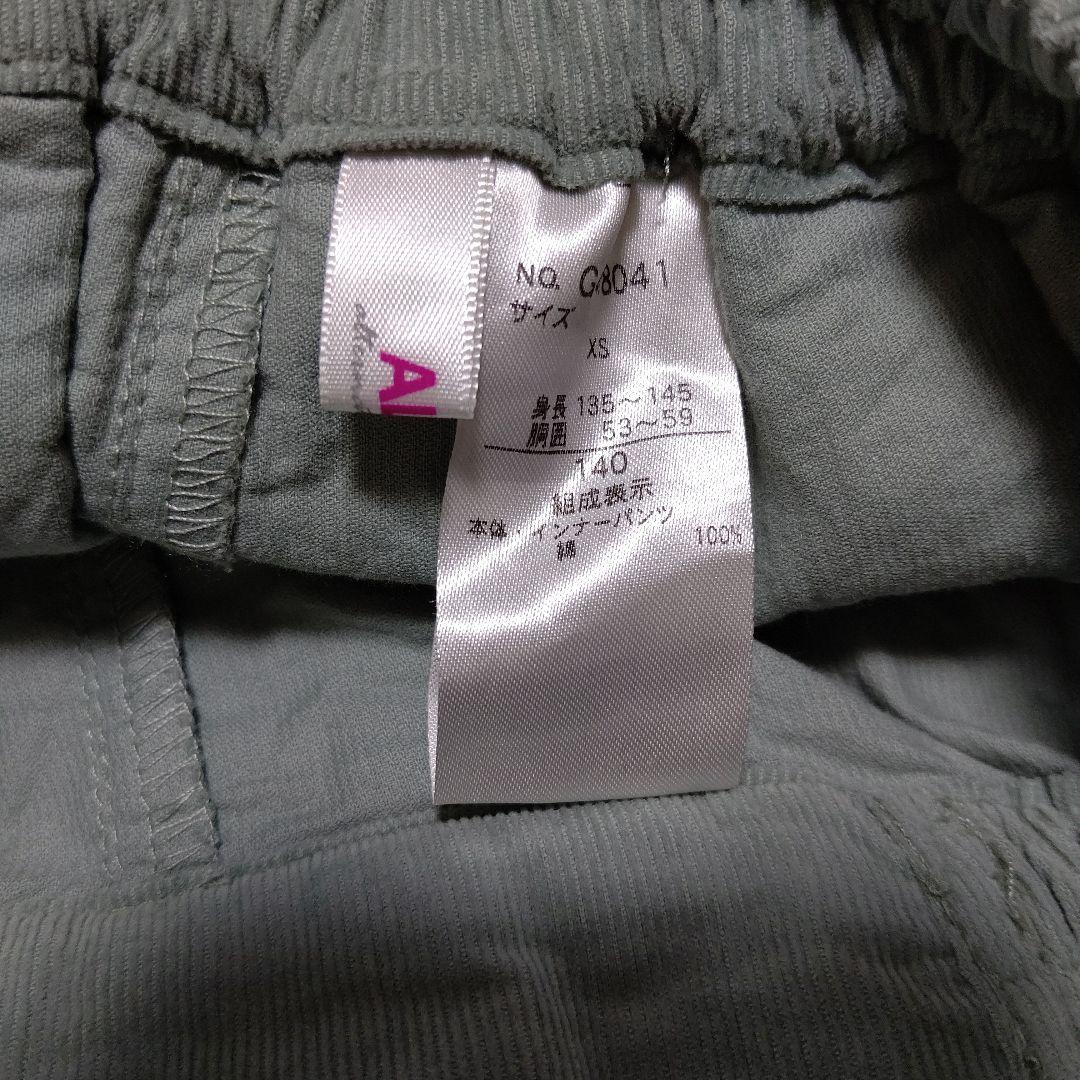 NO. G8041
サイズ
XS
身長 135～145
胴囲 53～59
140
組成表示
本体・インナーパンツ
綿 100%